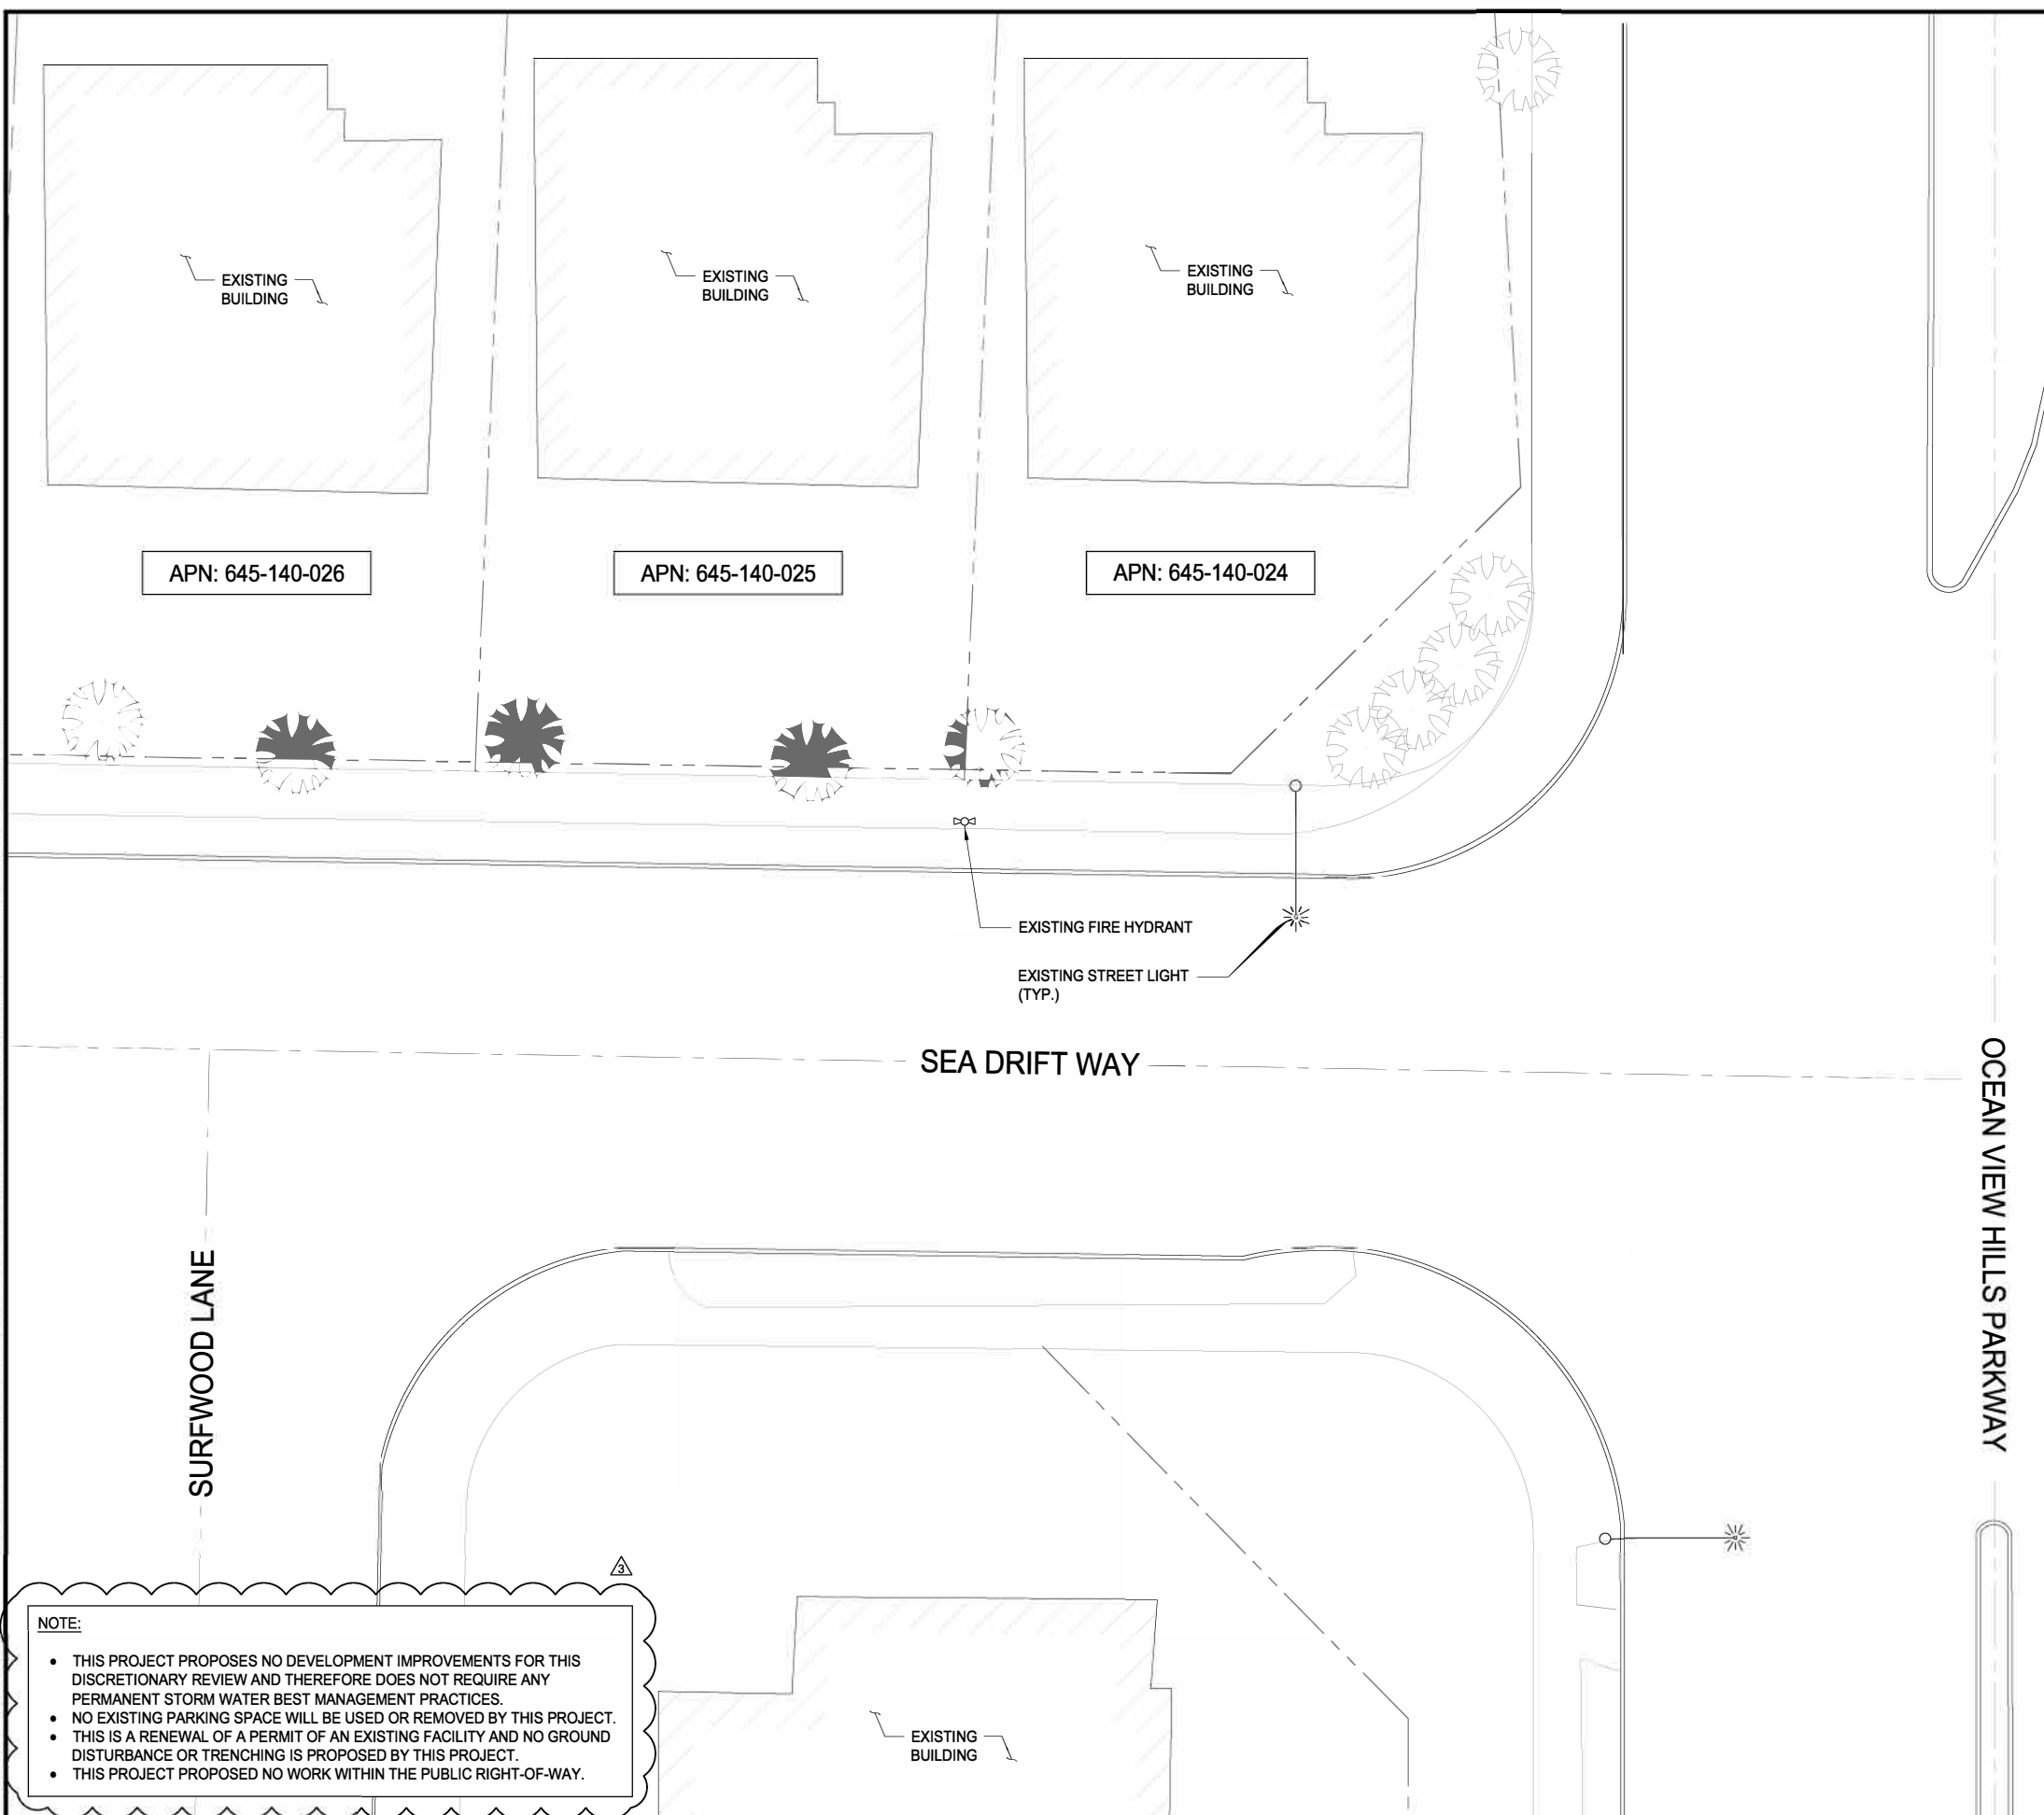 EXISTING
BUILDING
EXISTING
BUILDING
EXISTING
BUILDING
APN: 645-140-026
APN: 645-140-025
APN: 645-140-024
EXISTING FIRE HYDRANT
EXISTING STREET LIGHT
(TYP.)
SEA DRIFT WAY
OCEAN VIEW HILLS PARKWAY
SURFWOOD LANE
3
NOTE:
• THIS PROJECT PROPOSES NO DEVELOPMENT IMPROVEMENTS FOR THIS
DISCRETIONARY REVIEW AND THEREFORE DOES NOT REQUIRE ANY
PERMANENT STORM WATER BEST MANAGEMENT PRACTICES.
• NO EXISTING PARKING SPACE WILL BE USED OR REMOVED BY THIS PROJECT.
• THIS IS A RENEWAL OF A PERMIT OF AN EXISTING FACILITY AND NO GROUND
DISTURBANCE OR TRENCHING IS PROPOSED BY THIS PROJECT.
• THIS PROJECT PROPOSED NO WORK WITHIN THE PUBLIC RIGHT-OF-WAY.
EXISTING
BUILDING